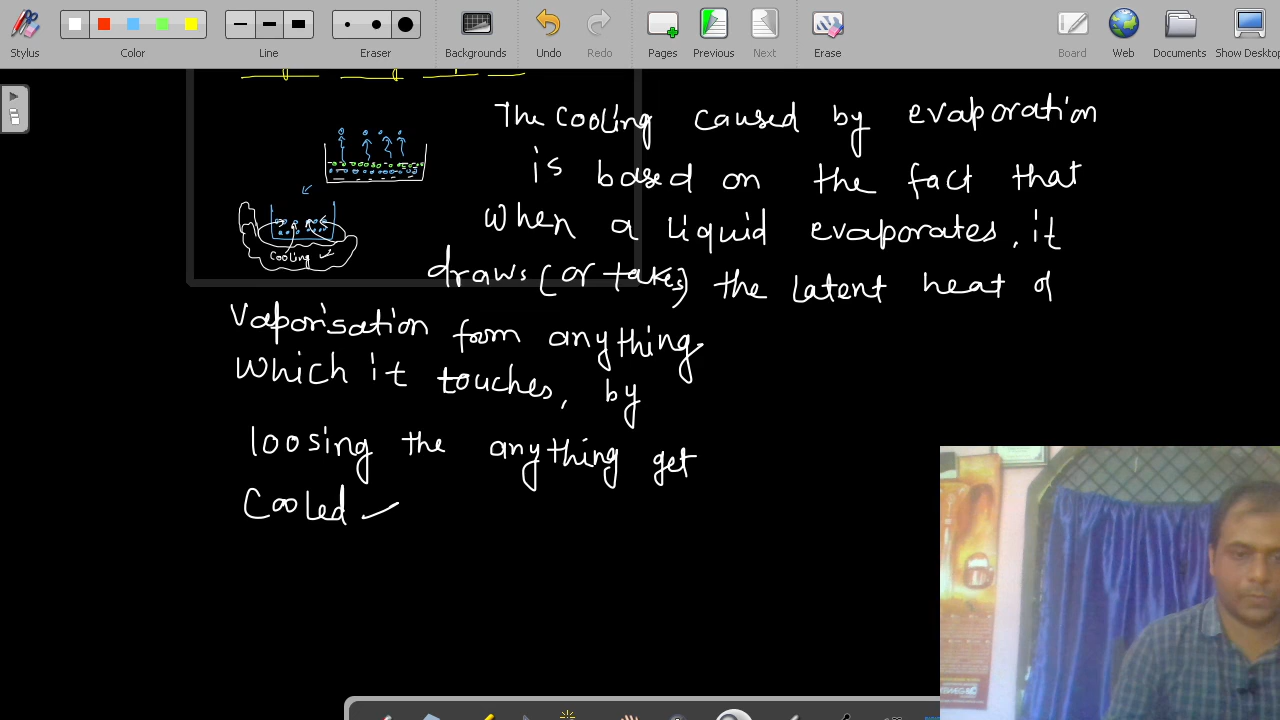 Stylus Color Line Eraser Backgrounds Undo Redo Pages Previous Next Erase Board Web Documents Show Deskto
The Cooling caused by evaporation
is based on the fact that
When a liquid evaporates, it
draws (or takes) the latent heat of
Vaporisation from anything
Which it touches, by
loosing the anything get
Cooled
Cooling